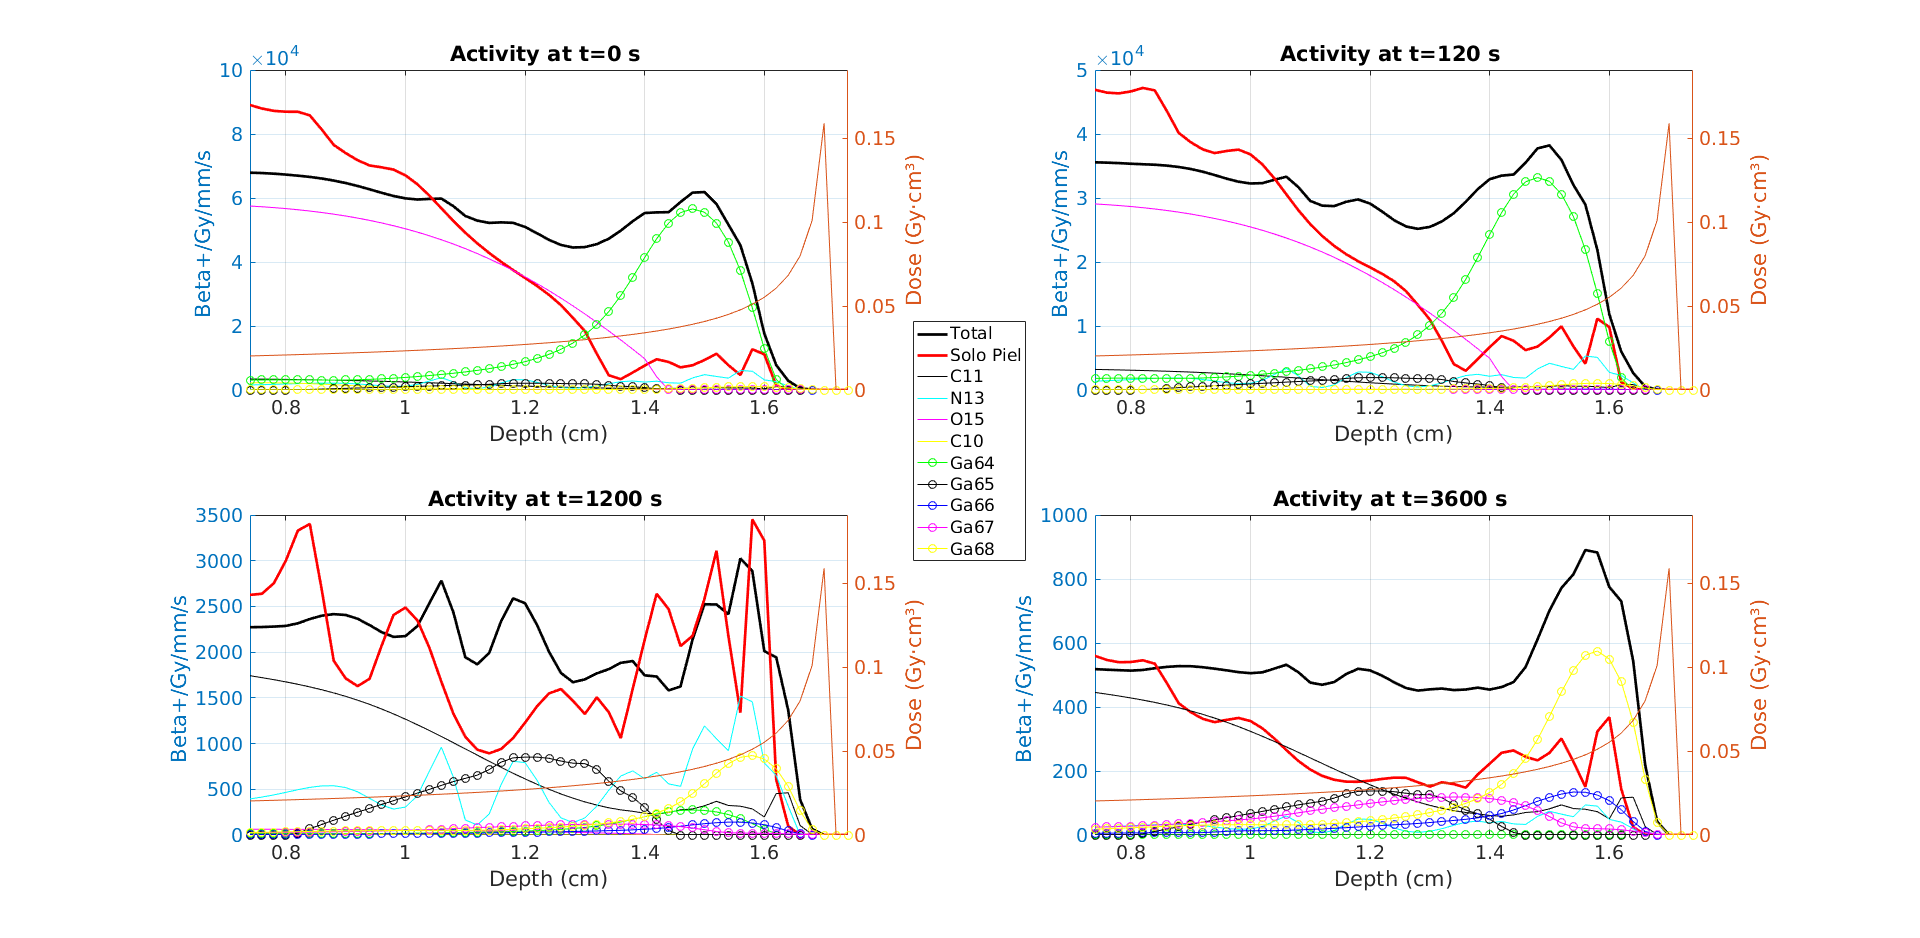 Activity at t=0 s
×10⁴
10
8
6
4
2
0
0.15
0.1
0.05
0
0.8
1
1.2
1.4
1.6
Depth (cm)
Beta+/Gy/mm/s
Dose (Gy·cm³)
Activity at t=120 s
×10⁴
5
4
3
2
1
0
0.15
0.1
0.05
0
0.8
1
1.2
1.4
1.6
Depth (cm)
Beta+/Gy/mm/s
Dose (Gy·cm³)
Total
Solo Piel
C11
N13
O15
C10
Ga64
Ga65
Ga66
Ga67
Ga68
Activity at t=1200 s
3500
3000
2500
2000
1500
1000
500
0
0.15
0.1
0.05
0
0.8
1
1.2
1.4
1.6
Depth (cm)
Beta+/Gy/mm/s
Dose (Gy·cm³)
Activity at t=3600 s
1000
800
600
400
200
0
0.15
0.1
0.05
0
0.8
1
1.2
1.4
1.6
Depth (cm)
Beta+/Gy/mm/s
Dose (Gy·cm³)